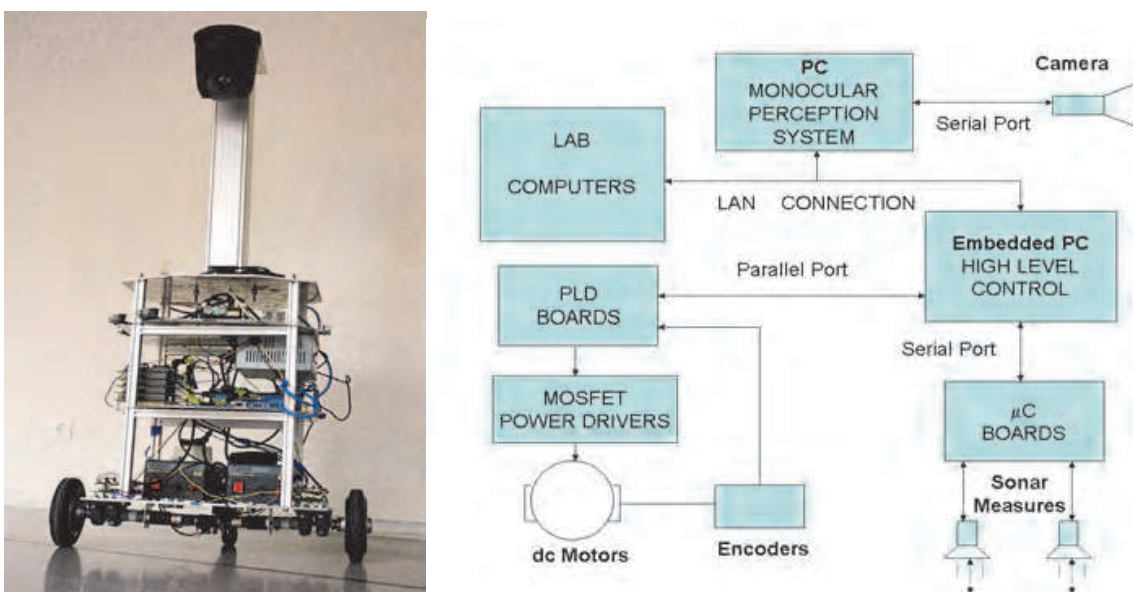 PC
MONOCULAR
PERCEPTION
SYSTEM
Camera
Serial Port
LAB
COMPUTERS
LAN CONNECTION
Embedded PC
HIGH LEVEL
CONTROL
Parallel Port
PLD
BOARDS
Serial Port
MOSFET
POWER DRIVERS
μC
BOARDS
Sonar
Measures
dc Motors
Encoders